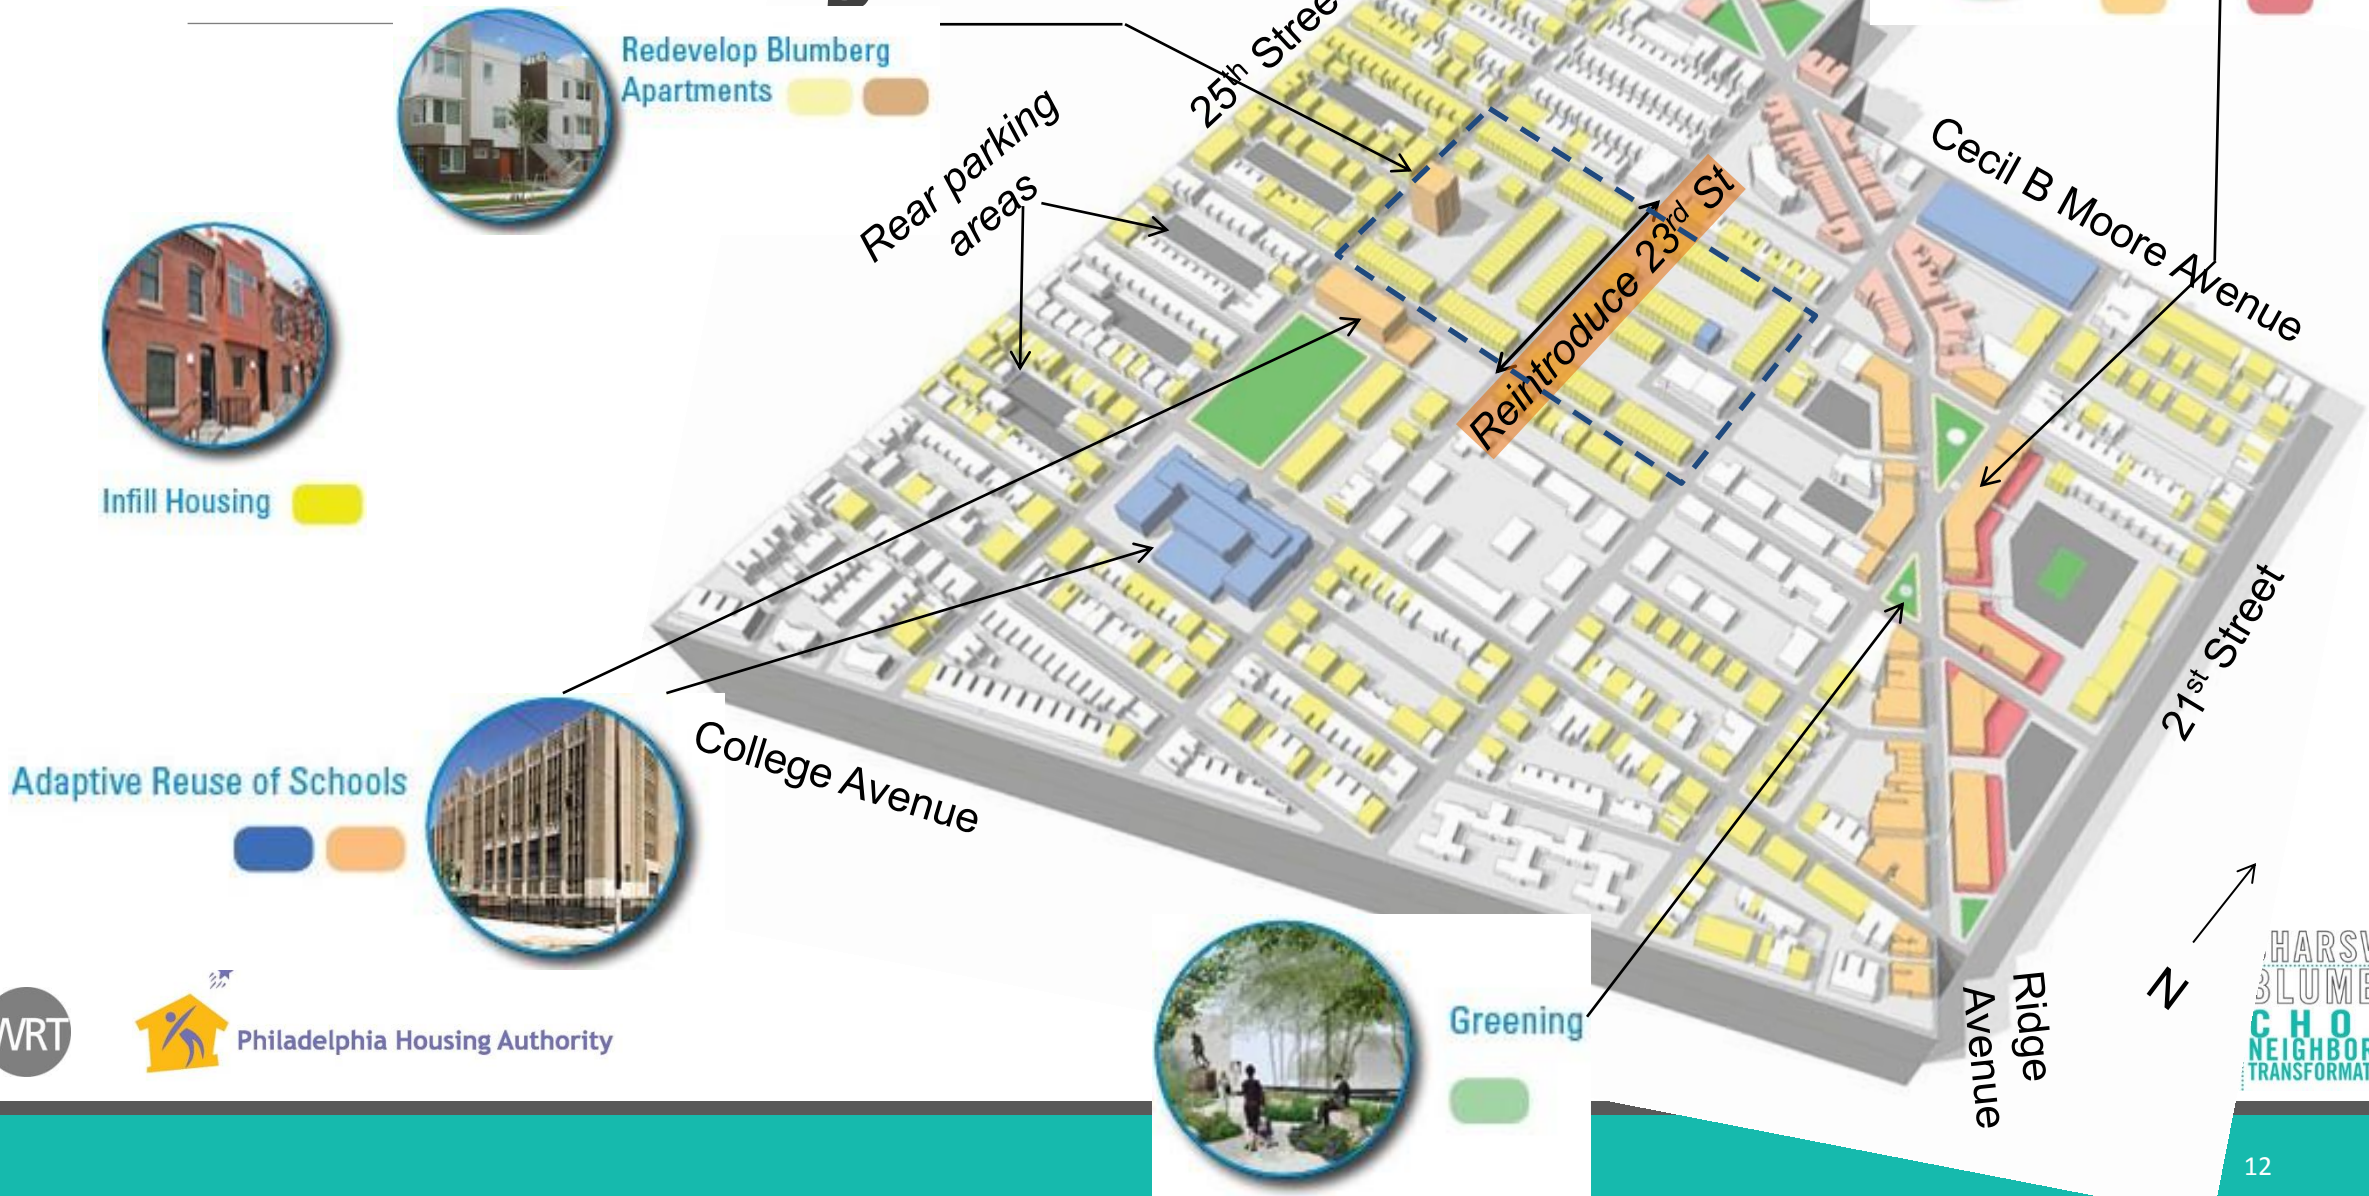 Redevelop Blumberg
Apartments
25th Stree
Rear parking
areas
Cecil B Moore Avenue
Reintroduce 23rd St
Infill Housing
21st Street
College Avenue
Adaptive Reuse of Schools
Greening
Ridge
Avenue
N
WRT
Philadelphia Housing Authority
HARSW
BLUMB
CHO
NEIGHBOR
TRANSFORMAT
12